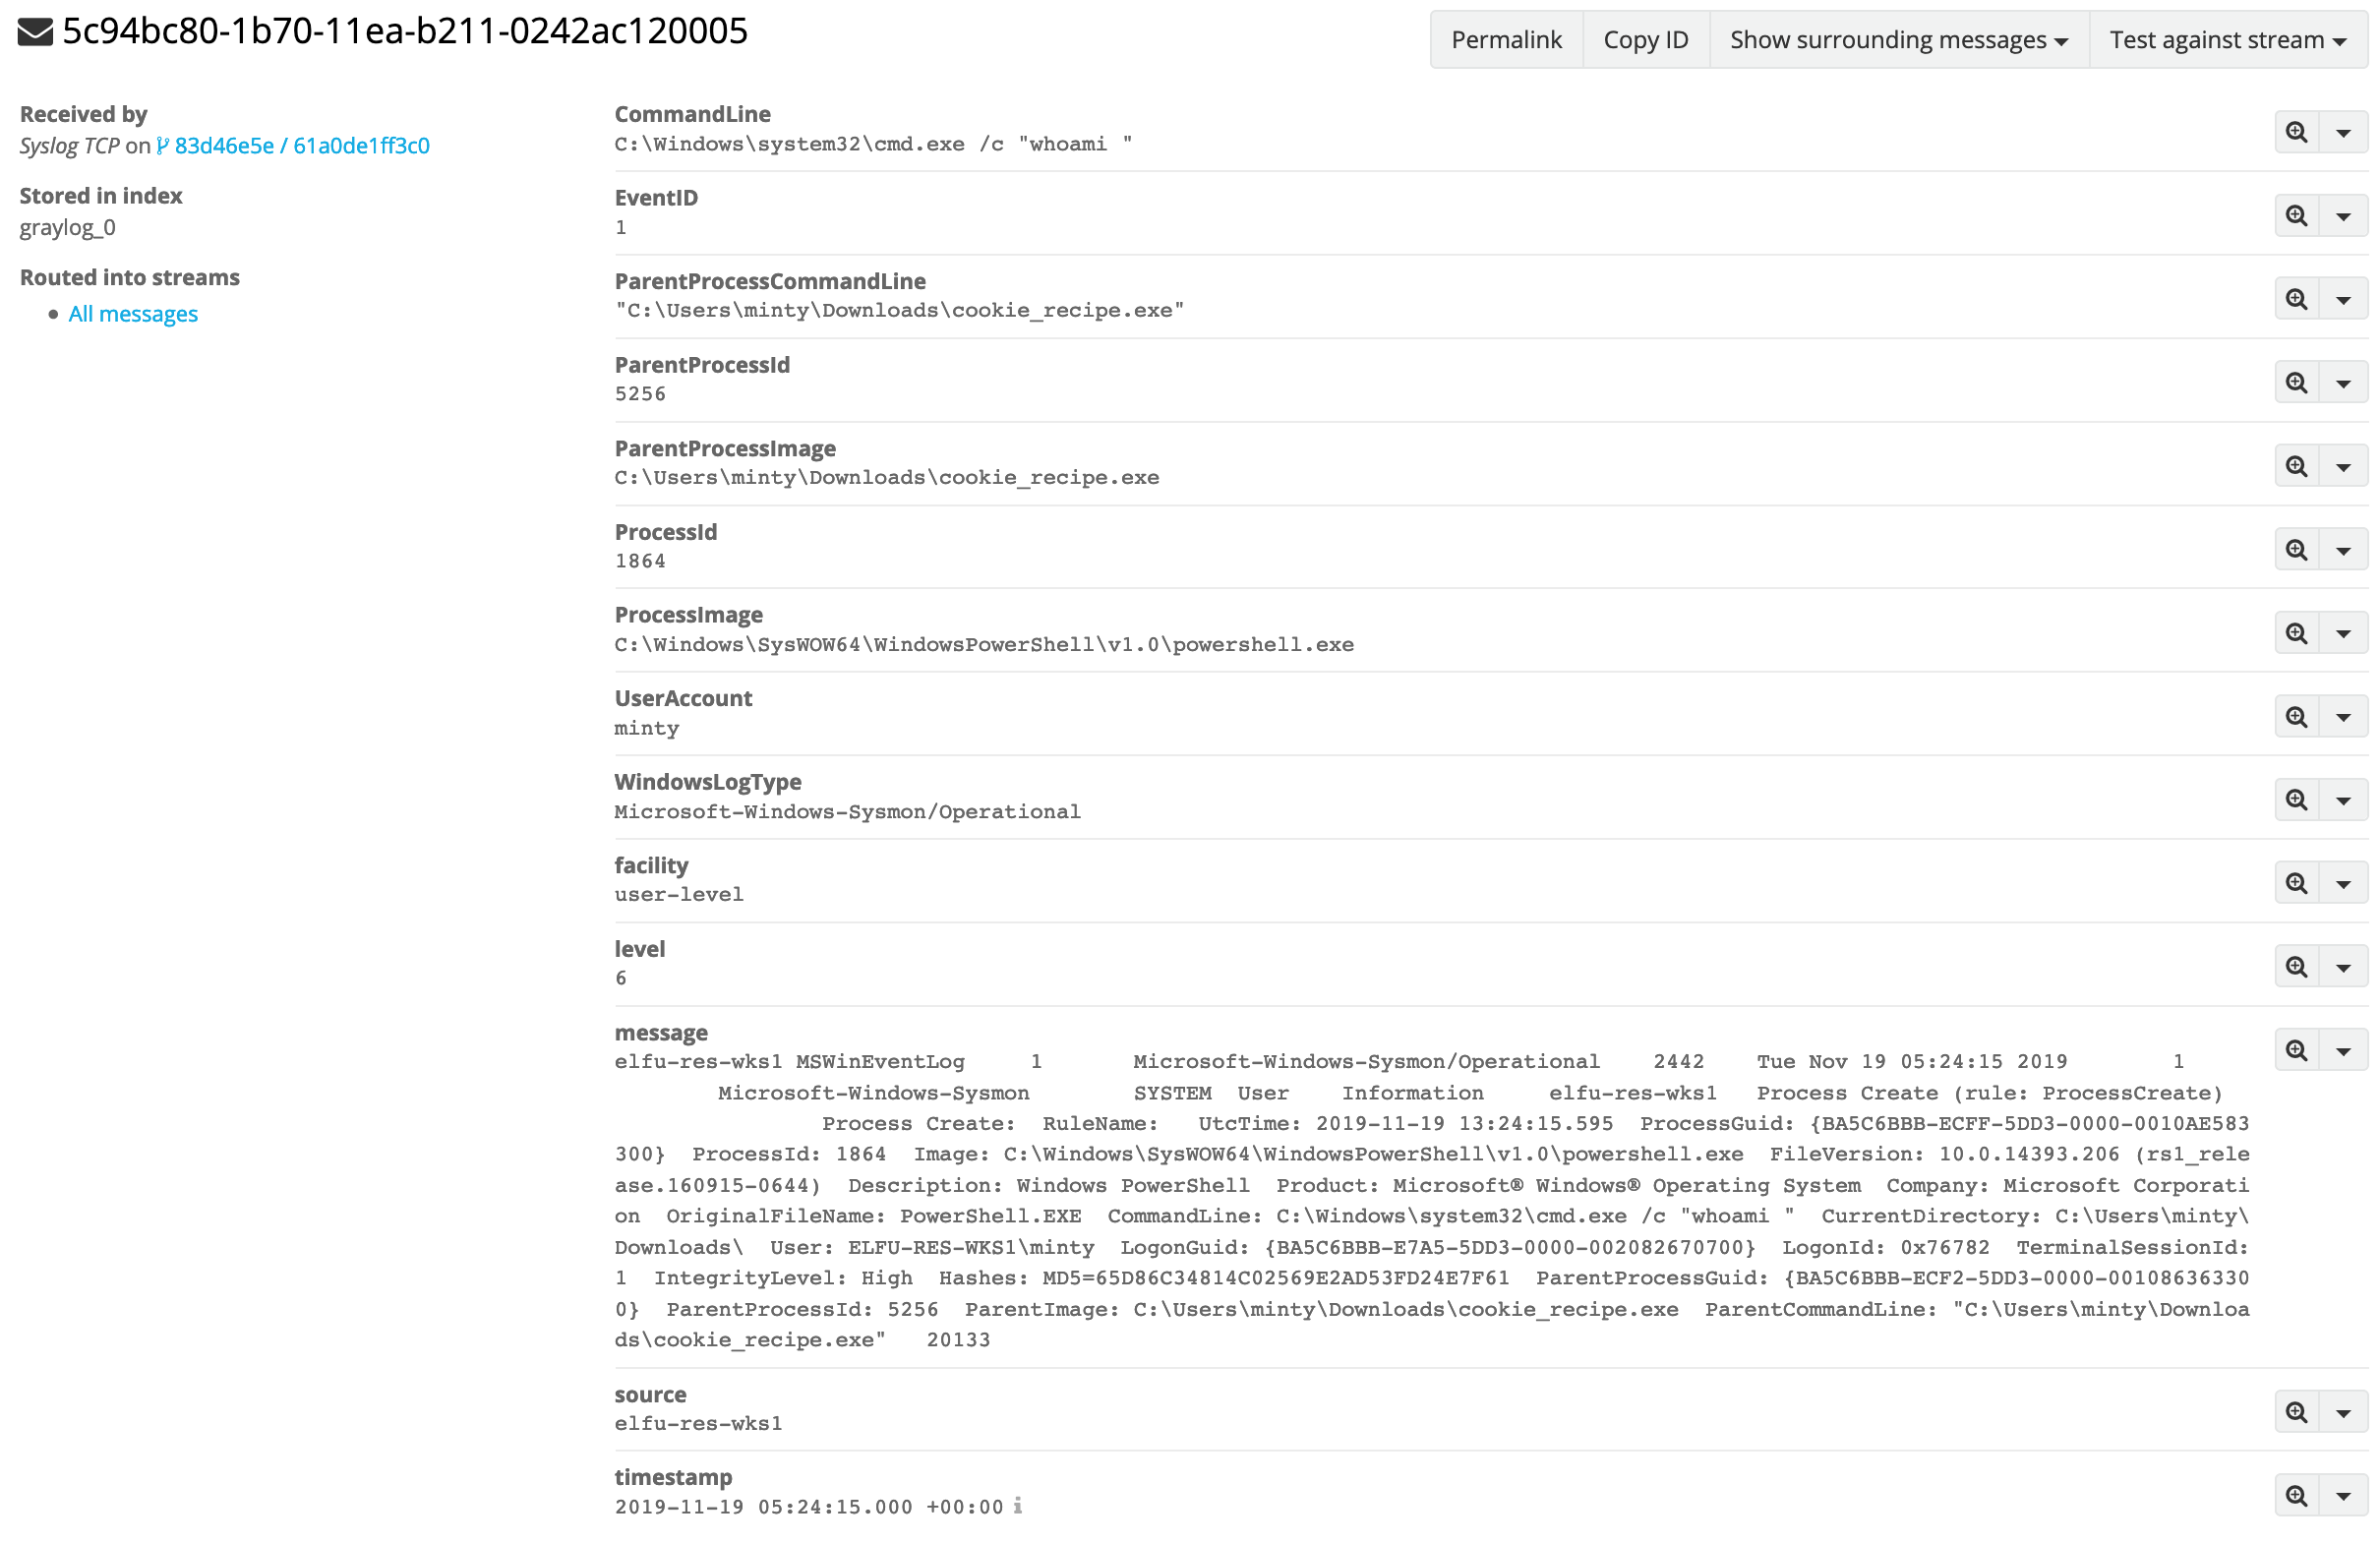 5c94bc80-1b70-11ea-b211-0242ac120005
Permalink
Copy ID
Show surrounding messages
Test against stream
Received by
Syslog TCP on 83d46e5e / 61a0de1ff3c0
Stored in index
graylog_0
Routed into streams
All messages
CommandLine
C:\Windows\system32\cmd.exe /c "whoami "
EventID
1
ParentProcessCommandLine
"C:\Users\minty\Downloads\cookie_recipe.exe"
ParentProcessId
5256
ParentProcessImage
C:\Users\minty\Downloads\cookie_recipe.exe
ProcessId
1864
ProcessImage
C:\Windows\SysWOW64\WindowsPowerShell\v1.0\powershell.exe
UserAccount
minty
WindowsLogType
Microsoft-Windows-Sysmon/Operational
facility
user-level
level
6
message
elfu-res-wks1 MSWinEventLog 1 Microsoft-Windows-Sysmon/Operational 2442 Tue Nov 19 05:24:15 2019 1
Microsoft-Windows-Sysmon SYSTEM User Information elfu-res-wks1 Process Create (rule: ProcessCreate)
Process Create: RuleName: UtcTime: 2019-11-19 13:24:15.595 ProcessGuid: {BA5C6BBB-ECFF-5DD3-0000-0010AE583
300} ProcessId: 1864 Image: C:\Windows\SysWOW64\WindowsPowerShell\v1.0\powershell.exe FileVersion: 10.0.14393.206 (rs1_rele
ase.160915-0644) Description: Windows PowerShell Product: Microsoft® Windows® Operating System Company: Microsoft Corporati
on OriginalFileName: PowerShell.EXE CommandLine: C:\Windows\system32\cmd.exe /c "whoami " CurrentDirectory: C:\Users\minty\
Downloads\ User: ELFU-RES-WKS1\minty LogonGuid: {BA5C6BBB-E7A5-5DD3-0000-002082670700} LogonId: 0x76782 TerminalSessionId:
1 IntegrityLevel: High Hashes: MD5=65D86C34814C02569E2AD53FD24E7F61 ParentProcessGuid: {BA5C6BBB-ECF2-5DD3-0000-00108636330
0} ParentProcessId: 5256 ParentImage: C:\Users\minty\Downloads\cookie_recipe.exe ParentCommandLine: "C:\Users\minty\Downloa
ds\cookie_recipe.exe" 20133
source
elfu-res-wks1
timestamp
2019-11-19 05:24:15.000 +00:00